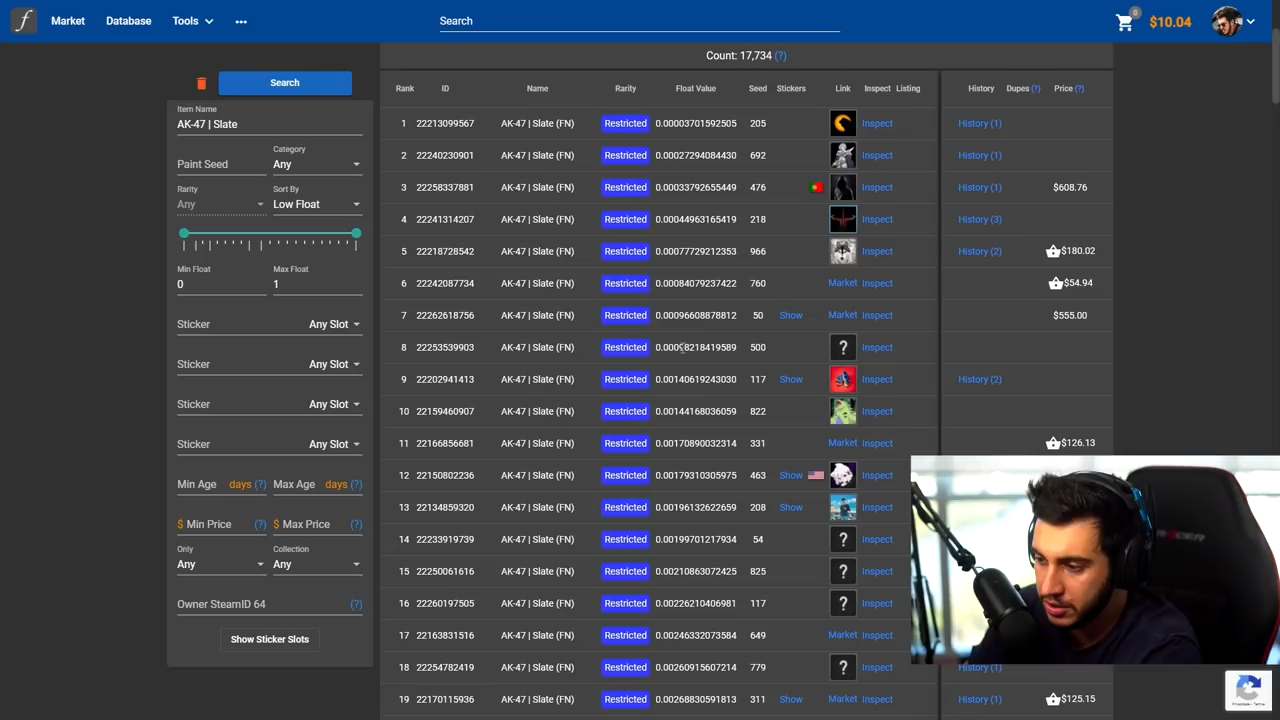 f Market Database Tools ••• Search 0 $10.04
Count: 17,734 (?)
Search
Item Name
AK-47 | Slate
Paint Seed
Category
Any
Rarity
Any
Sort By
Low Float
Min Float
0
Max Float
1
Sticker Any Slot
Sticker Any Slot
Sticker Any Slot
Sticker Any Slot
Min Age days (?) Max Age days (?)
$ Min Price (?) $ Max Price (?)
Only
Any
Collection
Any
Owner SteamID 64 (?)
Show Sticker Slots
Rank ID Name Rarity Float Value Seed Stickers Link Inspect Listing History Dupes (?) Price (?)
1 22213099567 AK-47 | Slate (FN) Restricted 0.00003701592505 205 Inspect History (1)
2 22240230901 AK-47 | Slate (FN) Restricted 0.00027294084430 692 Inspect History (1)
3 22258337881 AK-47 | Slate (FN) Restricted 0.00033792655449 476 Inspect History (1) $608.76
4 22241314207 AK-47 | Slate (FN) Restricted 0.00044963165419 218 Inspect History (3)
5 22218728542 AK-47 | Slate (FN) Restricted 0.00077729212353 966 Inspect History (2) $180.02
6 22242087734 AK-47 | Slate (FN) Restricted 0.00084079237422 760 Market Inspect $54.94
7 22262618756 AK-47 | Slate (FN) Restricted 0.00096608878812 50 Show Market Inspect $555.00
8 22253539903 AK-47 | Slate (FN) Restricted 0.00098218419589 500 ? Inspect
9 22202941413 AK-47 | Slate (FN) Restricted 0.00140619243030 117 Show Inspect History (2)
10 22159460907 AK-47 | Slate (FN) Restricted 0.00144168036059 822 Inspect
11 22166856681 AK-47 | Slate (FN) Restricted 0.00170890032314 331 Market Inspect $126.13
12 22150802236 AK-47 | Slate (FN) Restricted 0.00179310305975 463 Show Inspect
13 22134859320 AK-47 | Slate (FN) Restricted 0.00196132622659 208 Show Inspect
14 22233919739 AK-47 | Slate (FN) Restricted 0.00199701217934 54 ? Inspect
15 22250061616 AK-47 | Slate (FN) Restricted 0.00210863072425 825 ? Inspect
16 22260197505 AK-47 | Slate (FN) Restricted 0.00226210406981 117 ? Inspect
17 22163831516 AK-47 | Slate (FN) Restricted 0.00246332073584 649 Market Inspect
18 22254782419 AK-47 | Slate (FN) Restricted 0.00260915607214 779 ? Inspect History (1)
19 22170115936 AK-47 | Slate (FN) Restricted 0.00268830591813 311 Show Market Inspect History (1) $125.15
Privacidade - Termos